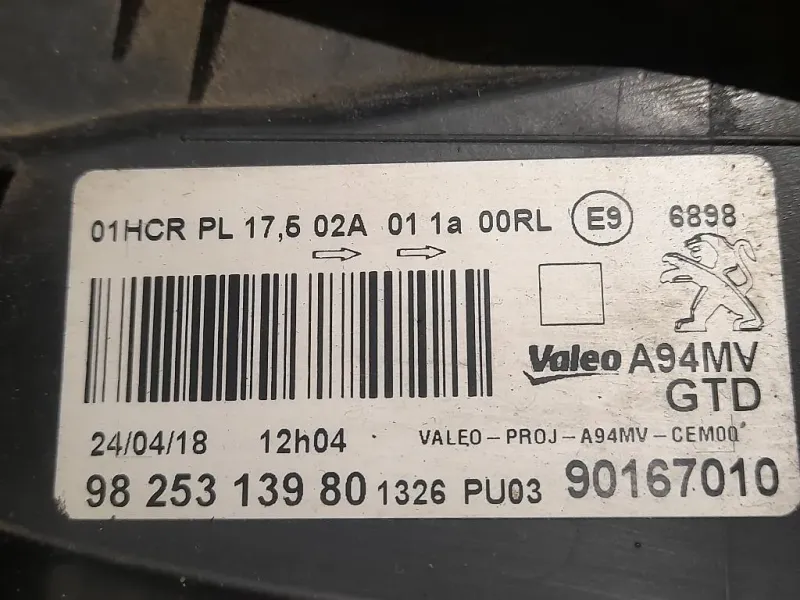 01HCR PL 17,5 02A 01 1a 00RL E9 6898
Valeo A94MV
GTD
24/04/18 12h04 VALEO-PROJ-A94MV-CEM00
98 253 139 80 1326 PU03 90167010